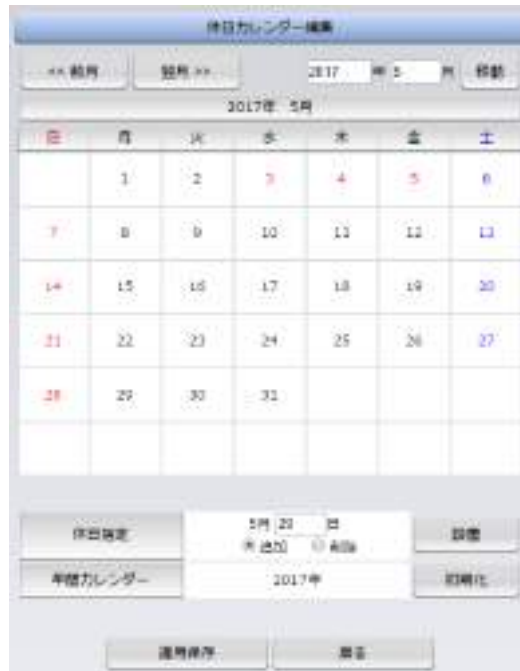 休日カレンダー編集
<< 前月 翌月 >> 2017 年 5 月 移動
2017年 5月
日 月 火 水 木 金 土
1 2 3 4 5 6
7 8 9 10 11 12 13
14 15 16 17 18 19 20
21 22 23 24 25 26 27
28 29 30 31
休日指定 5月 29 日 設置
追加 削除
年間カレンダー 2017年 初期化
適用保存 戻る